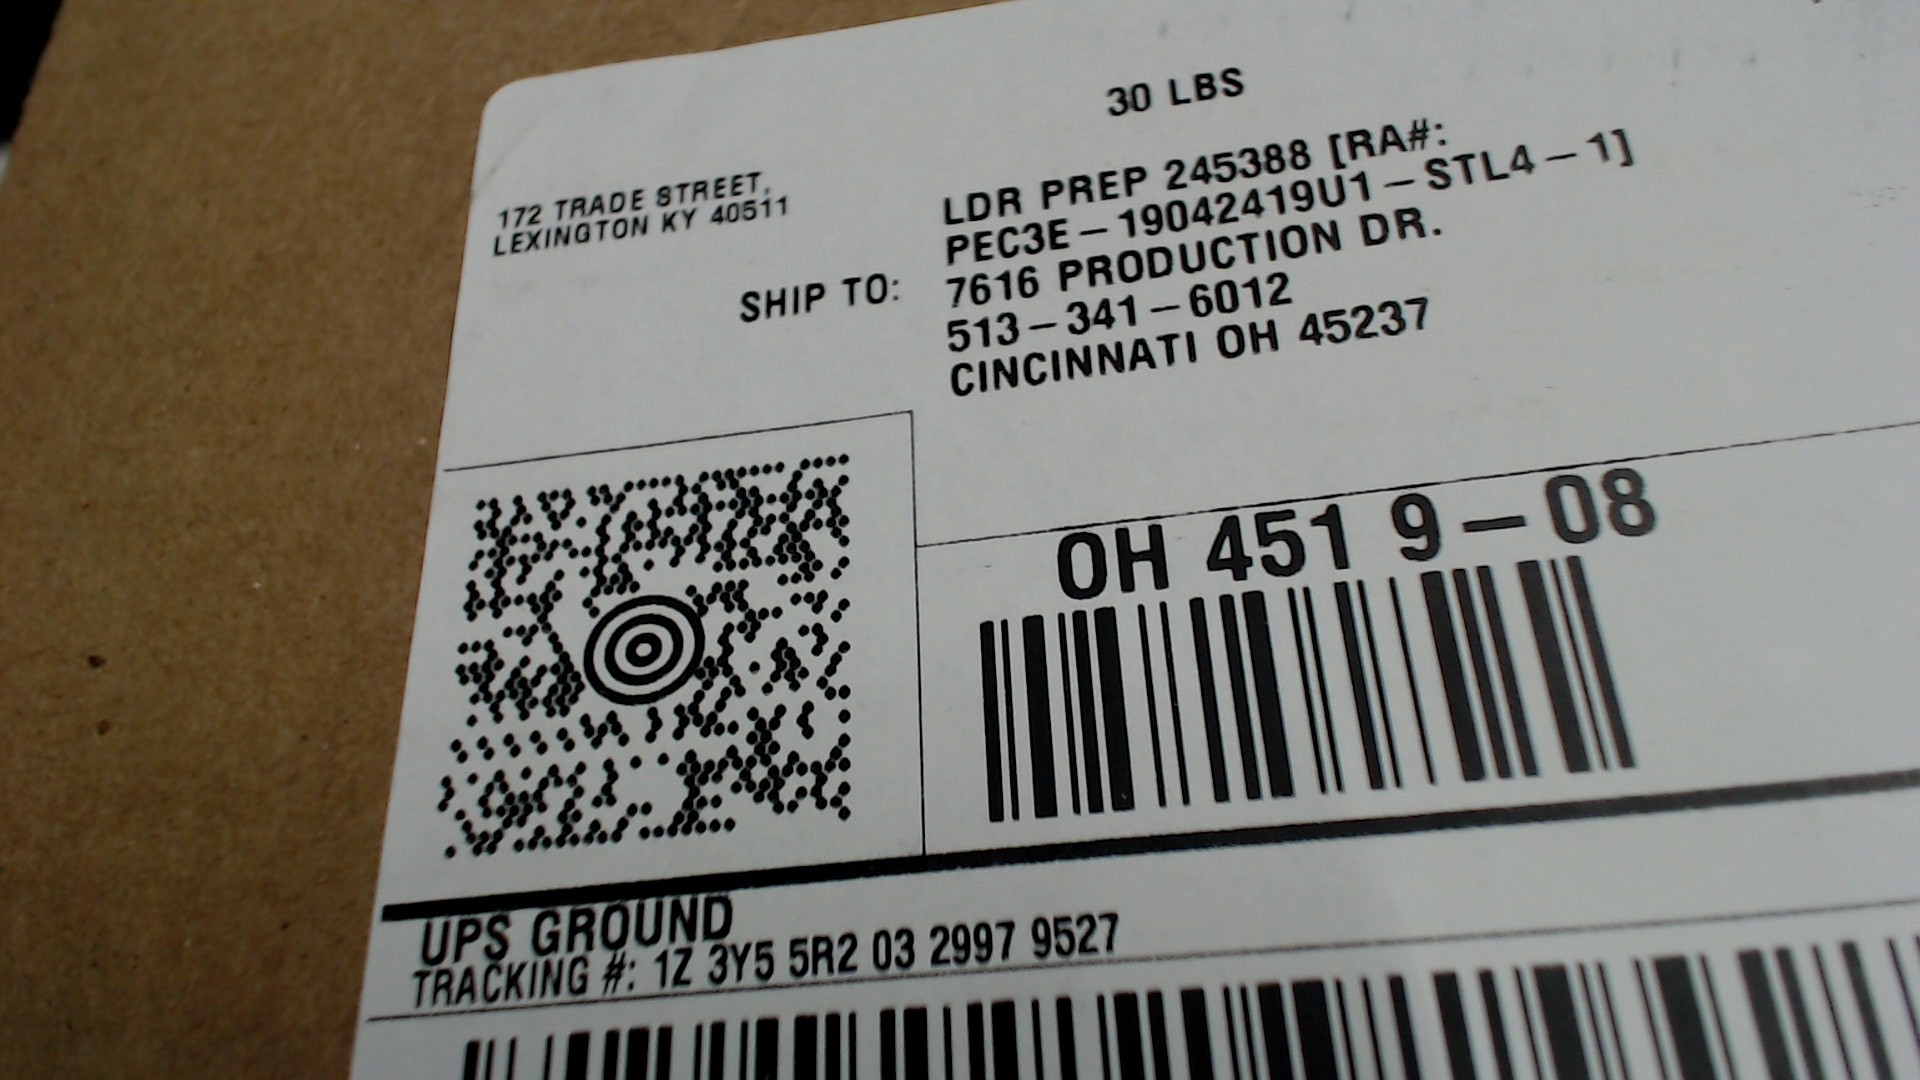 30 LBS
172 TRADE STREET,
LEXINGTON KY 40511
SHIP TO:
LDR PREP 245388 [RA#:
PEC3E-19042419U1-STL4-1]
7616 PRODUCTION DR.
513-341-6012
CINCINNATI OH 45237
OH 451 9-08
UPS GROUND
TRACKING #: 1Z 3Y5 5R2 03 2997 9527